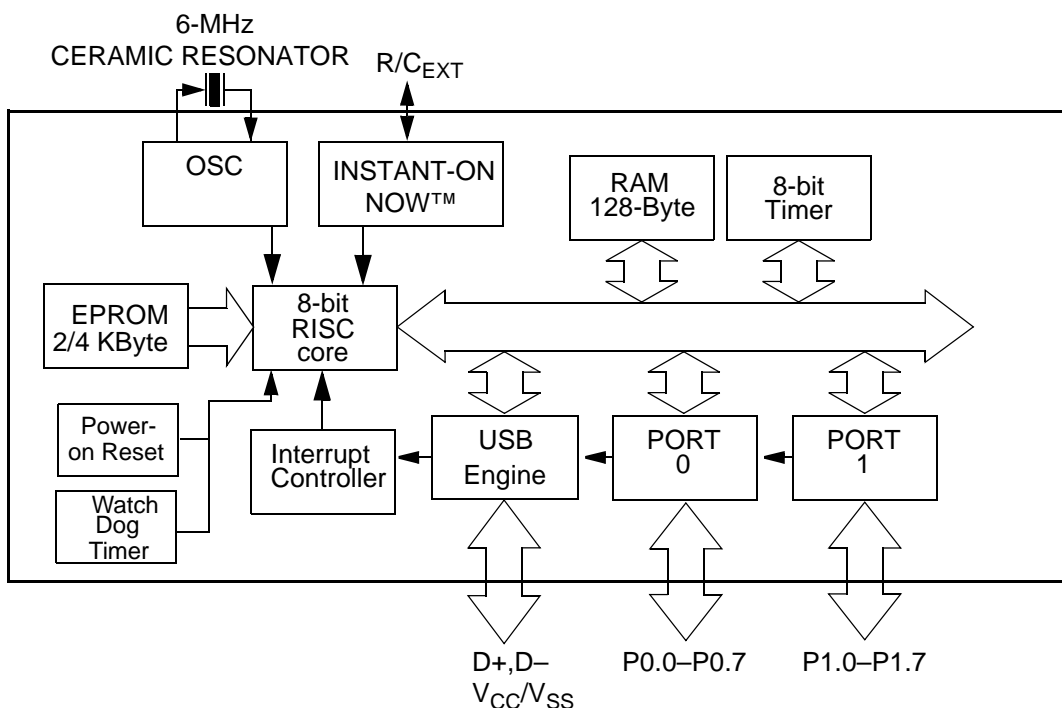 6-MHz
CERAMIC RESONATOR
R/CEXT
OSC
INSTANT-ON
NOW™
RAM
128-Byte
8-bit
Timer
EPROM
2/4 KByte
8-bit
RISC
core
Power-
on Reset
Interrupt
Controller
USB
Engine
PORT
0
PORT
1
Watch
Dog
Timer
D+,D–
VCC/VSS
P0.0–P0.7
P1.0–P1.7